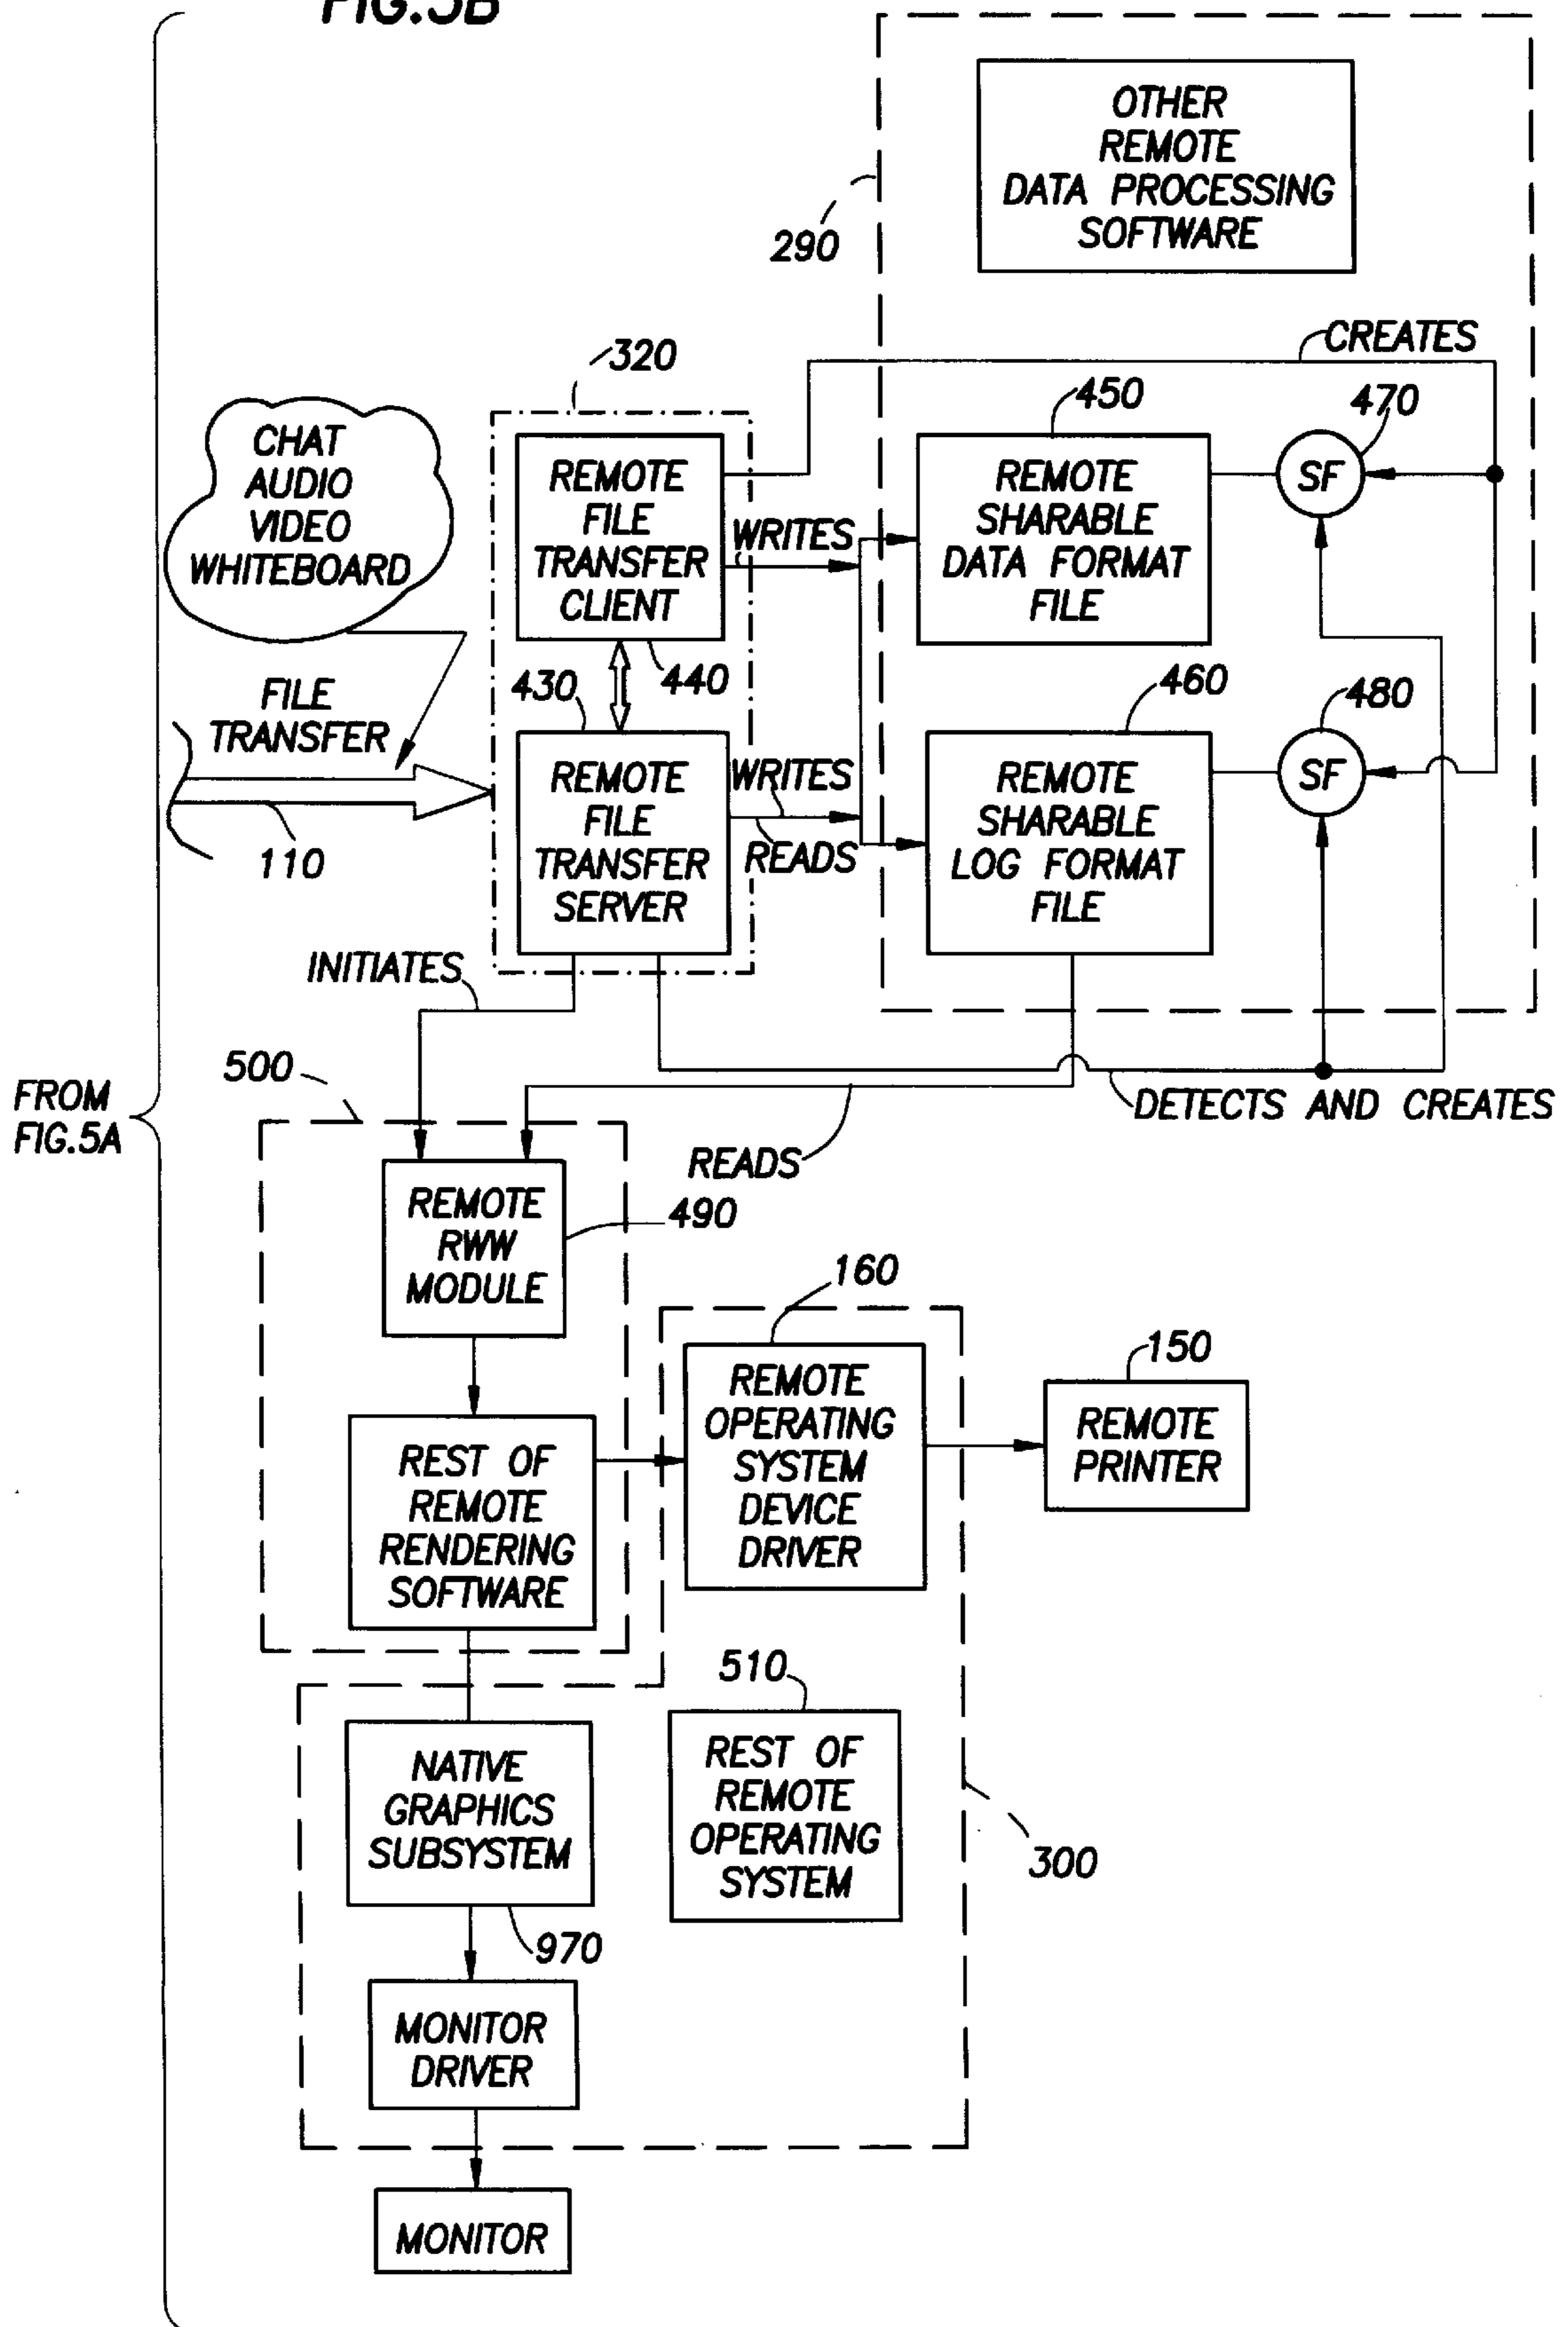 FIG.5B
OTHER
REMOTE
DATA PROCESSING
SOFTWARE
290
CREATES
320
450
470
CHAT
AUDIO
VIDEO
WHITEBOARD
REMOTE
FILE
TRANSFER
CLIENT
WRITES
REMOTE
SHARABLE
DATA FORMAT
FILE
SF
FILE
TRANSFER
430
440
460
480
110
REMOTE
FILE
TRANSFER
SERVER
WRITES
READS
REMOTE
SHARABLE
LOG FORMAT
FILE
SF
INITIATES
500
FROM
FIG.5A
DETECTS AND CREATES
READS
REMOTE
RWW
MODULE
490
160
150
REMOTE
OPERATING
SYSTEM
DEVICE
DRIVER
REMOTE
PRINTER
REST OF
REMOTE
RENDERING
SOFTWARE
510
NATIVE
GRAPHICS
SUBSYSTEM
REST OF
REMOTE
OPERATING
SYSTEM
300
970
MONITOR
DRIVER
MONITOR